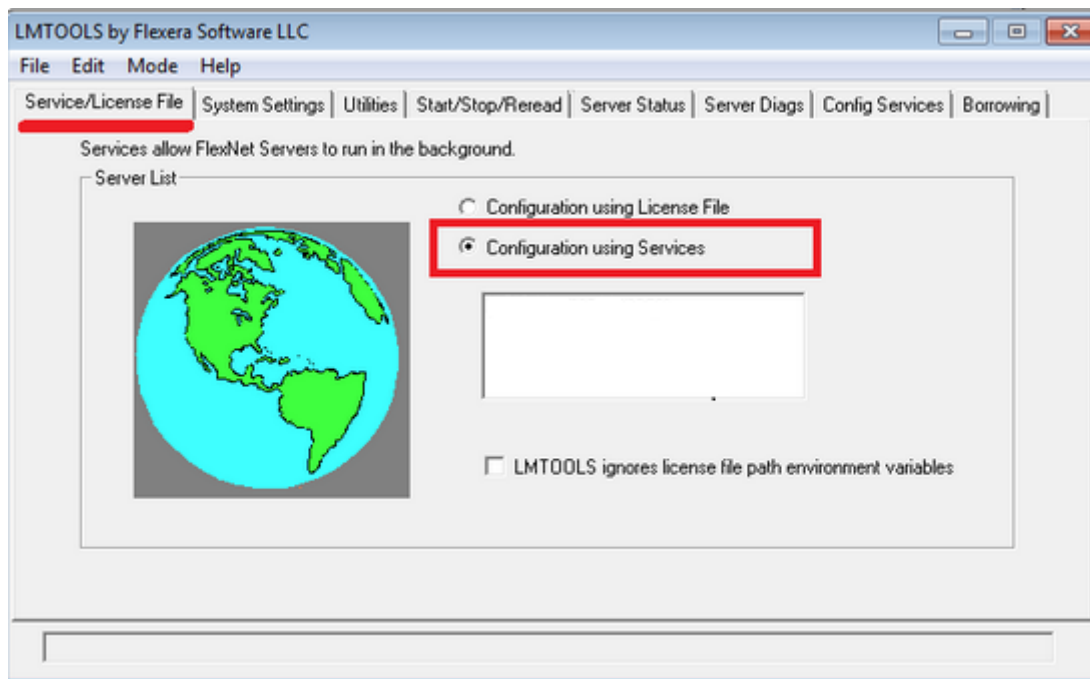 LMTOOLS by Flexera Software LLC
File Edit Mode Help
Service/License File System Settings Utilities Start/Stop/Reread Server Status Server Diags Config Services Borrowing
Services allow FlexNet Servers to run in the background.
Server List
Configuration using License File
Configuration using Services
LMTOOLS ignores license file path environment variables